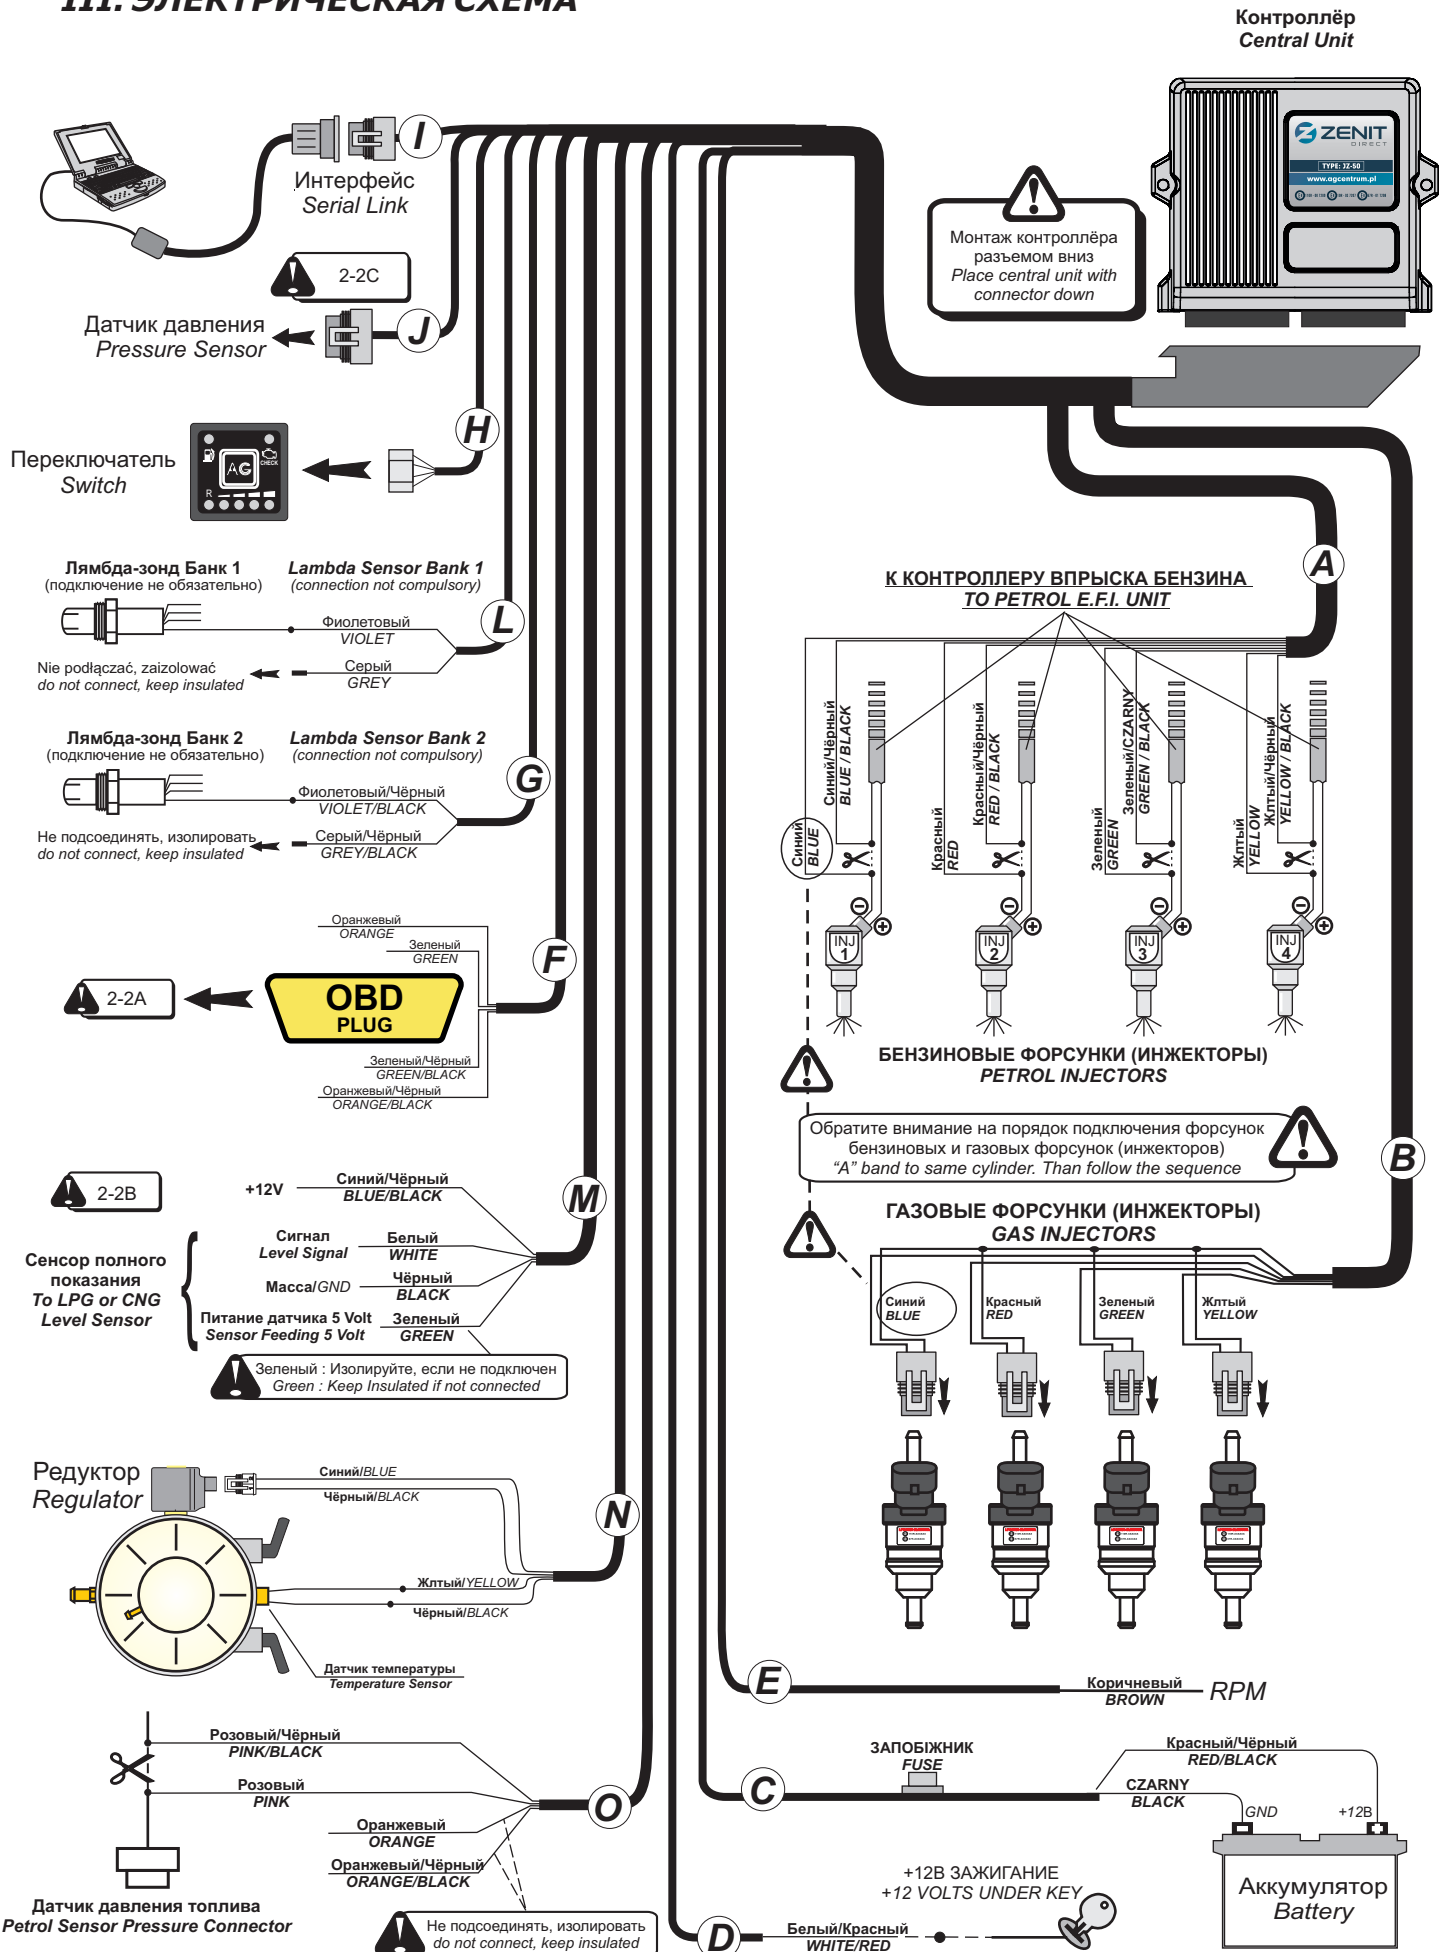 III. ЭЛЕКТРИЧЕСКАЯ СХЕМА
Контроллёр
Central Unit
ZENIT
DIRECT
TYPE: JZ-50
www.agcentrum.pl
I
Интерфейс
Serial Link
Монтаж контроллёра
разъемом вниз
Place central unit with
connector down
2-2C
Датчик давления
Pressure Sensor
J
H
Переключатель
Switch
AG
CHECK
R
A
Лямбда-зонд Банк 1
(подключение не обязательно)
Lambda Sensor Bank 1
(connection not compulsory)
Фиолетовый
VIOLET
L
Nie podłączać, zaizolować
do not connect, keep insulated
Серый
GREY
Лямбда-зонд Банк 2
(подключение не обязательно)
Lambda Sensor Bank 2
(connection not compulsory)
G
Фиолетовый/Чёрный
VIOLET/BLACK
Не подсоединять, изолировать
do not connect, keep insulated
Серый/Чёрный
GREY/BLACK
К КОНТРОЛЛЕРУ ВПРЫСКА БЕНЗИНА
TO PETROL E.F.I. UNIT
Синий/Чёрный
BLUE / BLACK
Красный/Чёрный
RED / BLACK
Зеленый/CZARNY
GREEN / BLACK
Жлтый/Чёрный
YELLOW / BLACK
Синий
BLUE
Красный
RED
Зеленый
GREEN
Жлтый
YELLOW
INJ
1
INJ
2
INJ
3
INJ
4
БЕНЗИНОВЫЕ ФОРСУНКИ (ИНЖЕКТОРЫ)
PETROL INJECTORS
Оранжевый
ORANGE
Зеленый
GREEN
F
2-2A
OBD
PLUG
Зеленый/Чёрный
GREEN/BLACK
Оранжевый/Чёрный
ORANGE/BLACK
Обратите внимание на порядок подключения форсунок
бензиновых и газовых форсунок (инжекторов)
"A" band to same cylinder. Than follow the sequence
B
2-2B
+12V
Синий/Чёрный
BLUE/BLACK
M
Сенсор полного
показания
To LPG or CNG
Level Sensor
Сигнал
Level Signal
Белый
WHITE
Масса/GND
Чёрный
BLACK
Питание датчика 5 Volt
Sensor Feeding 5 Volt
Зеленый
GREEN
Зеленый : Изолируйте, если не подключен
Green : Keep Insulated if not connected
ГАЗОВЫЕ ФОРСУНКИ (ИНЖЕКТОРЫ)
GAS INJECTORS
Синий
BLUE
Красный
RED
Зеленый
GREEN
Жлтый
YELLOW
Редуктор
Regulator
Синий/BLUE
Чёрный/BLACK
N
Жлтый/YELLOW
Чёрный/BLACK
Датчик температуры
Temperature Sensor
E
Коричневый
BROWN
RPM
Розовый/Чёрный
PINK/BLACK
Розовый
PINK
O
Оранжевый
ORANGE
Оранжевый/Чёрный
ORANGE/BLACK
Датчик давления топлива
Petrol Sensor Pressure Connector
Не подсоединять, изолировать
do not connect, keep insulated
ЗАПОБІЖНИК
FUSE
C
Красный/Чёрный
RED/BLACK
CZARNY
BLACK
GND
+12В
Аккумулятор
Battery
+12В ЗАЖИГАНИЕ
+12 VOLTS UNDER KEY
D
Белый/Красный
WHITE/RED